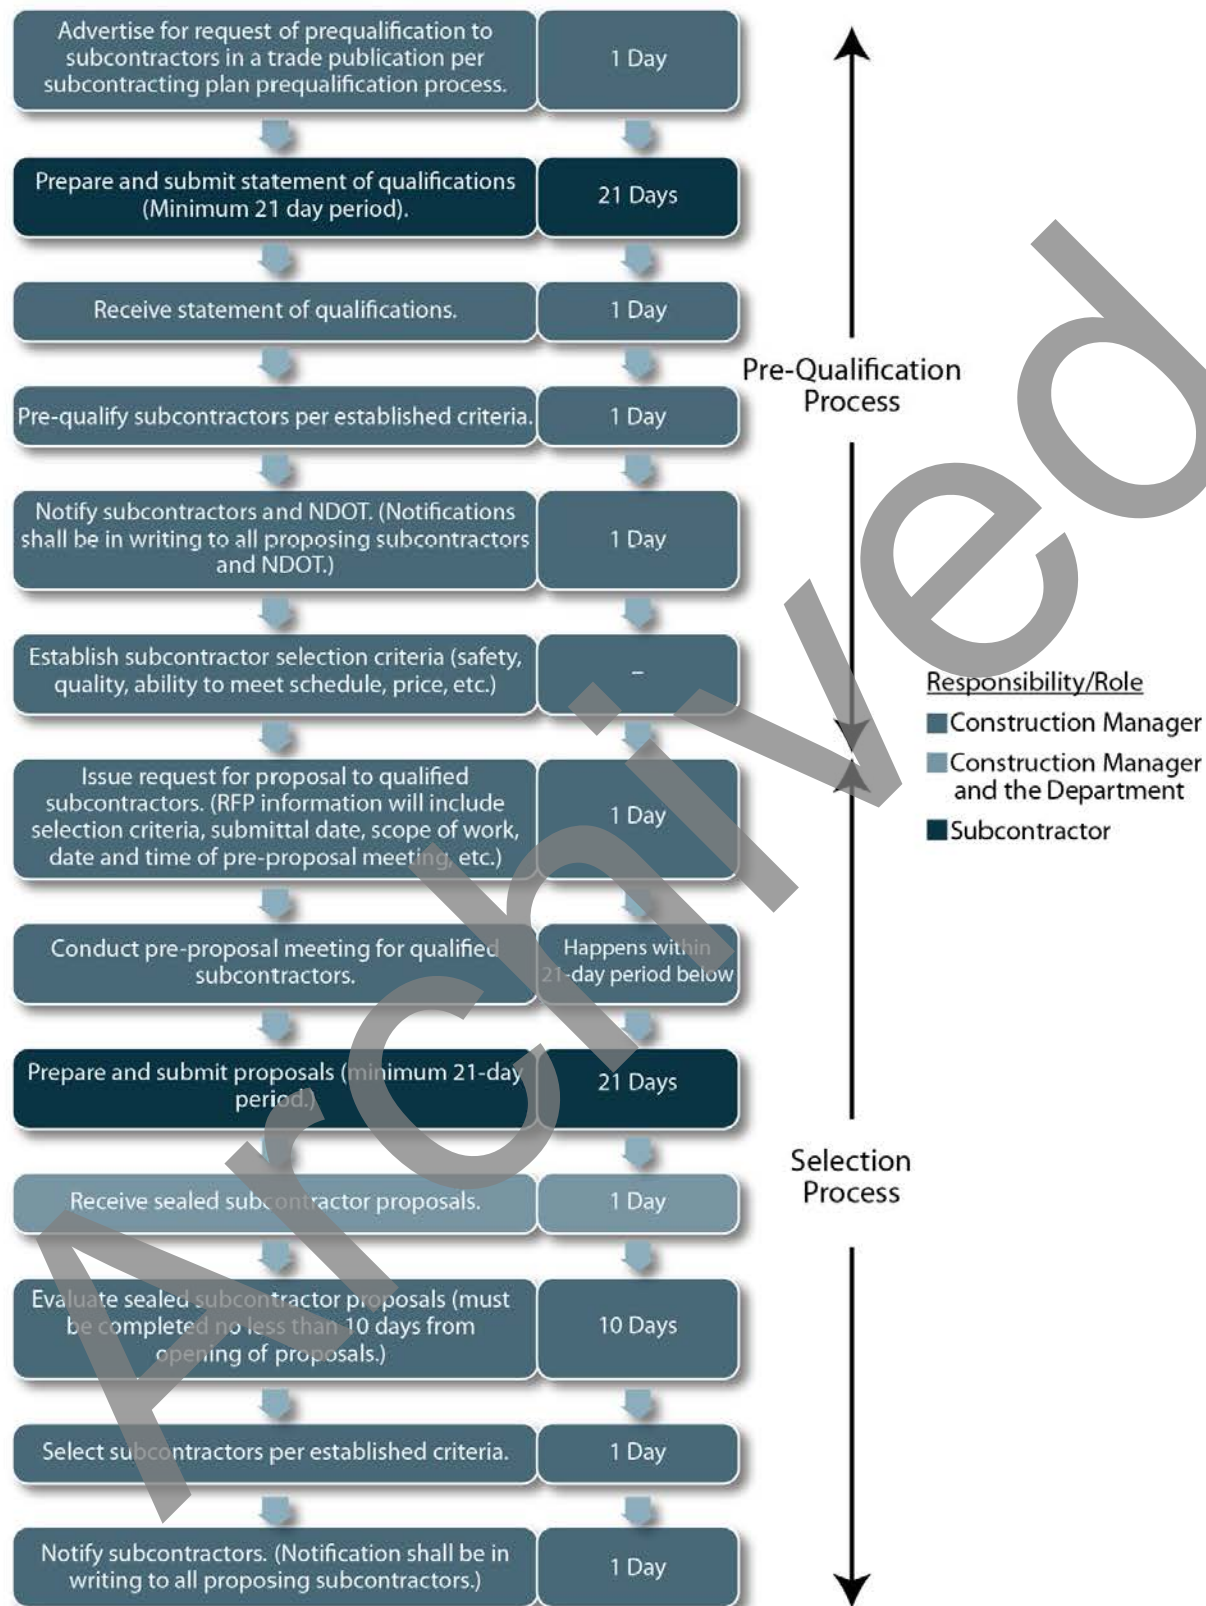 Advertise for request of prequalification to
subcontractors in a trade publication per
subcontracting plan prequalification process.
1 Day
Prepare and submit statement of qualifications
(Minimum 21 day period).
21 Days
Receive statement of qualifications.
1 Day
Pre-qualify subcontractors per established criteria.
1 Day
Notify subcontractors and NDOT. (Notifications
shall be in writing to all proposing subcontractors
and NDOT.)
1 Day
Establish subcontractor selection criteria (safety,
quality, ability to meet schedule, price, etc.)
–
Issue request for proposal to qualified
subcontractors. (RFP information will include
selection criteria, submittal date, scope of work,
date and time of pre-proposal meeting, etc.)
1 Day
Conduct pre-proposal meeting for qualified
subcontractors.
Happens within
21-day period below
Prepare and submit proposals (minimum 21-day
period.)
21 Days
Receive sealed subcontractor proposals.
1 Day
Evaluate sealed subcontractor proposals (must
be completed no less than 10 days from
opening of proposals.)
10 Days
Select subcontractors per established criteria.
1 Day
Notify subcontractors. (Notification shall be in
writing to all proposing subcontractors.)
1 Day
Pre-Qualification
Process
Selection
Process
Responsibility/Role
Construction Manager
Construction Manager
and the Department
Subcontractor
Archived